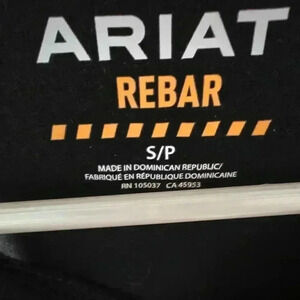 ARIAT
REBAR
S/P
MADE IN DOMINICAN REPUBLIC/
FABRIQUÉ EN RÉPUBLIQUE DOMINICAINE
RN 105037 CA 45953